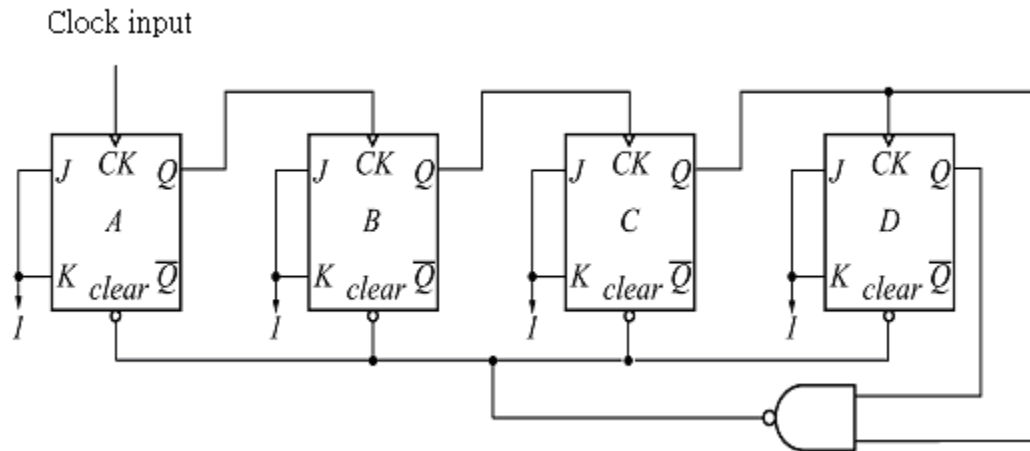 Clock input
J CK Q
A
K clear Q̅
1
J CK Q
B
K clear Q̅
1
J CK Q
C
K clear Q̅
1
J CK Q
D
K clear Q̅
1